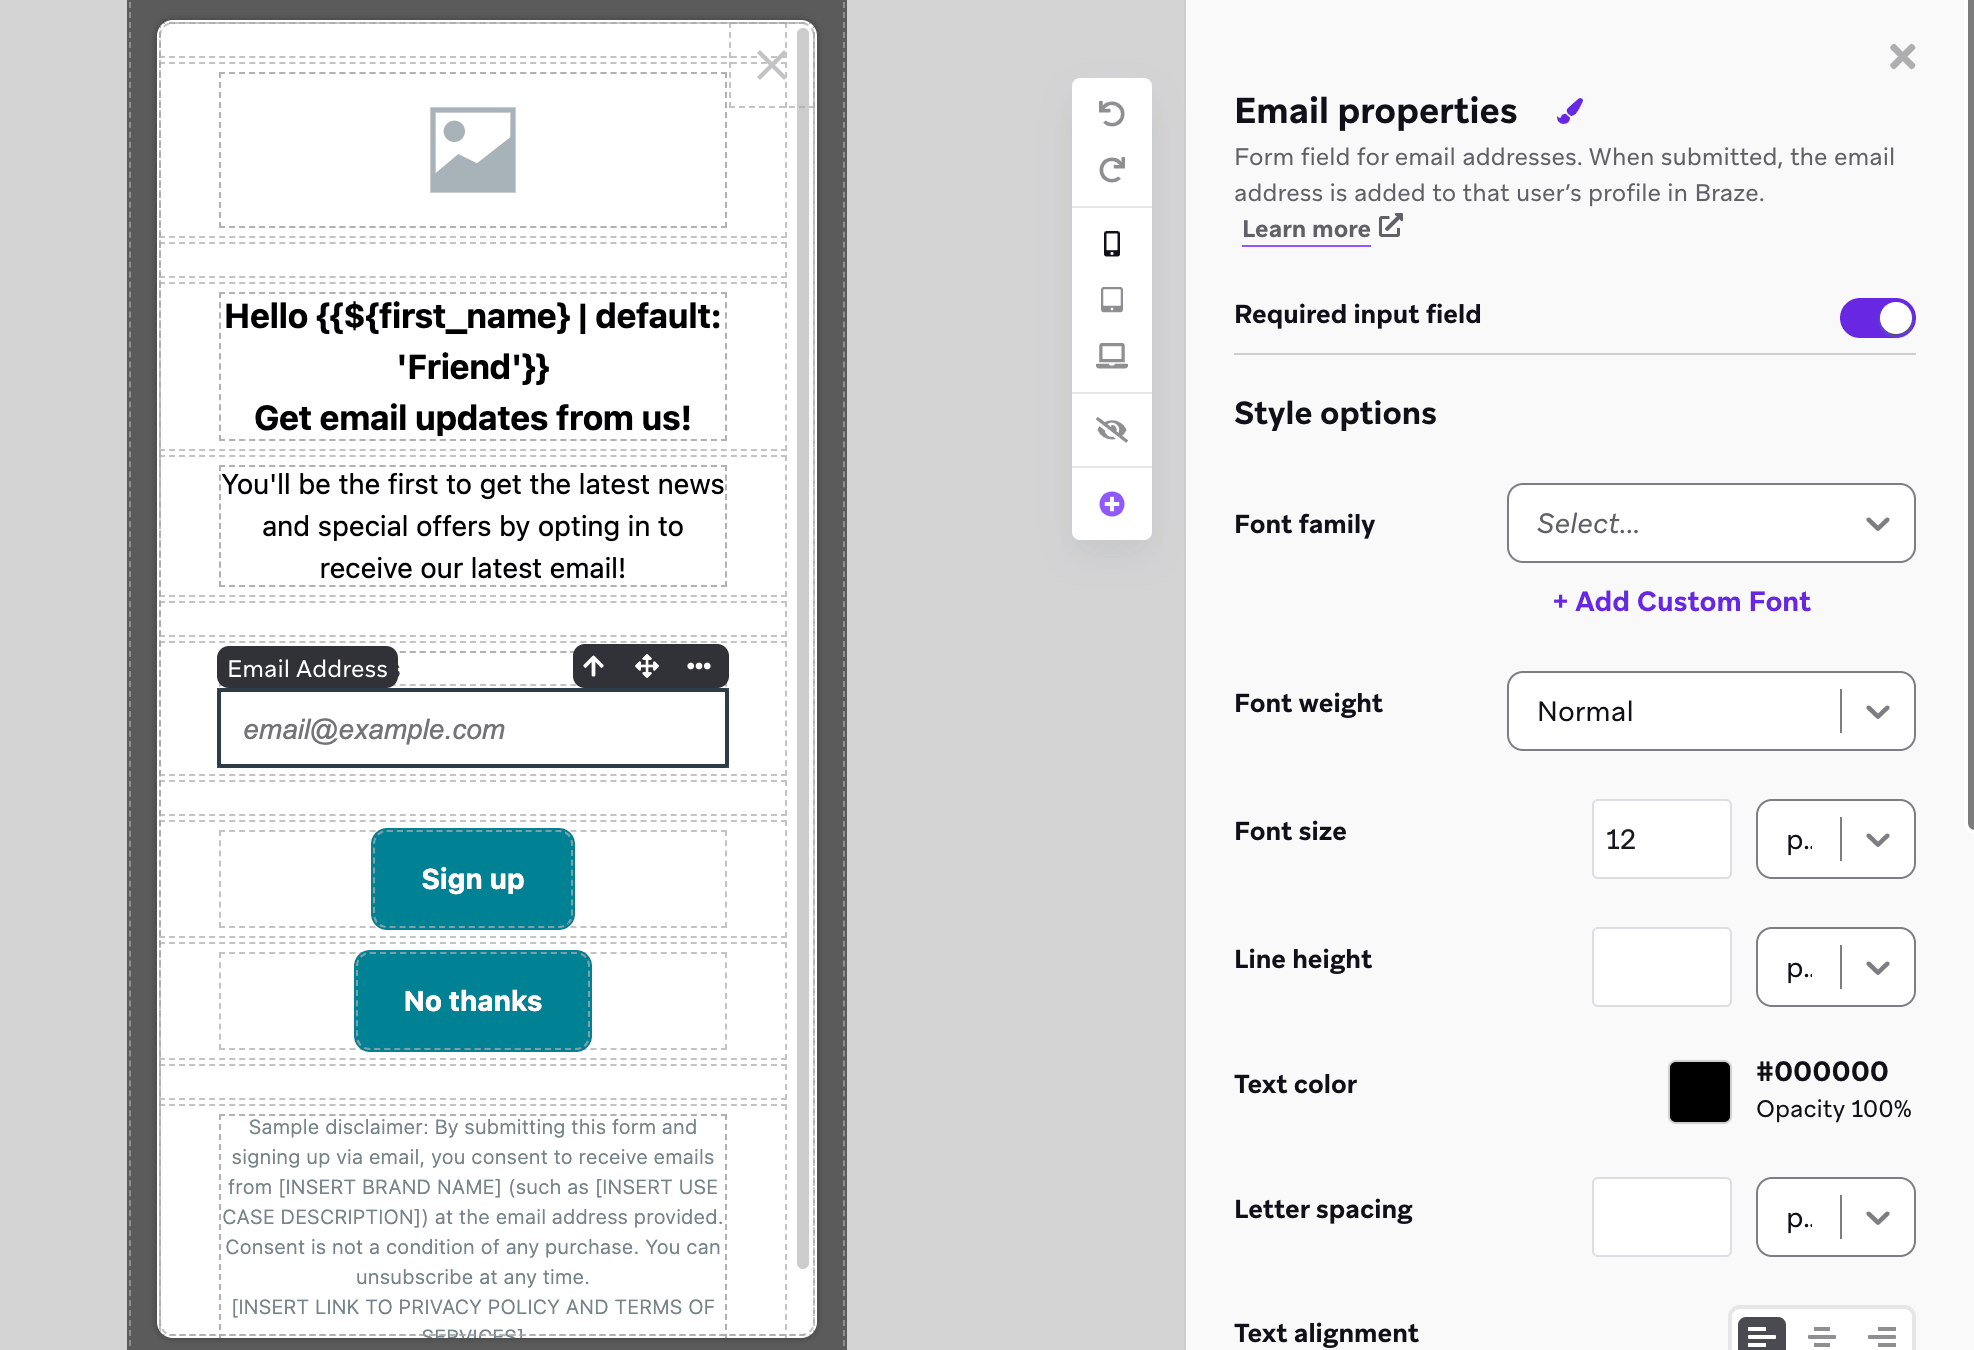 Hello {{${first_name} | default:
'Friend'}}
Get email updates from us!
You'll be the first to get the latest news
and special offers by opting in to
receive our latest email!
Email Address
email@example.com
Sign up
No thanks
Sample disclaimer: By submitting this form and
signing up via email, you consent to receive emails
from [INSERT BRAND NAME] (such as [INSERT USE
CASE DESCRIPTION]) at the email address provided.
Consent is not a condition of any purchase. You can
unsubscribe at any time.
[INSERT LINK TO PRIVACY POLICY AND TERMS OF
SERVICES]
Email properties
Form field for email addresses. When submitted, the email
address is added to that user’s profile in Braze.
Learn more
Required input field
Style options
Font family
Select...
+ Add Custom Font
Font weight
Normal
Font size
12
p..
Line height
p..
Text color
#000000
Opacity 100%
Letter spacing
p..
Text alignment